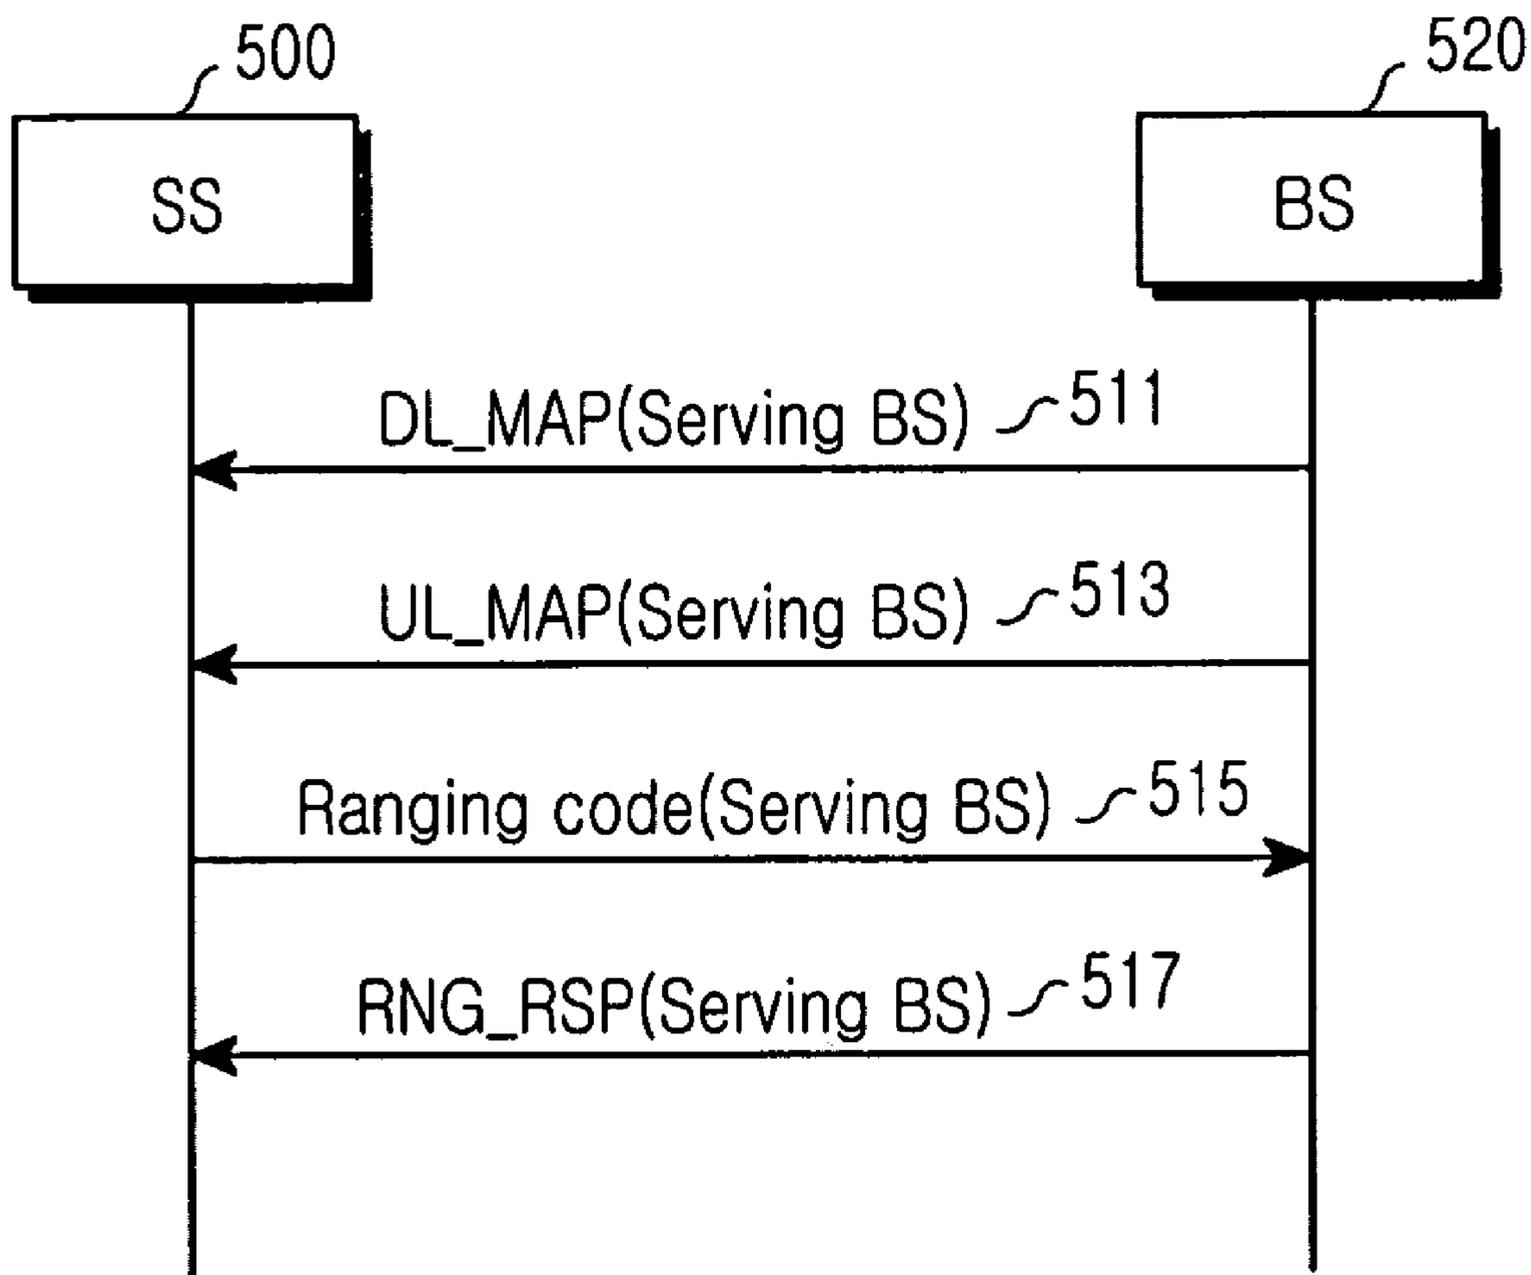 500
520
SS
BS
DL_MAP(Serving BS) 511
UL_MAP(Serving BS) 513
Ranging code(Serving BS) 515
RNG_RSP(Serving BS) 517